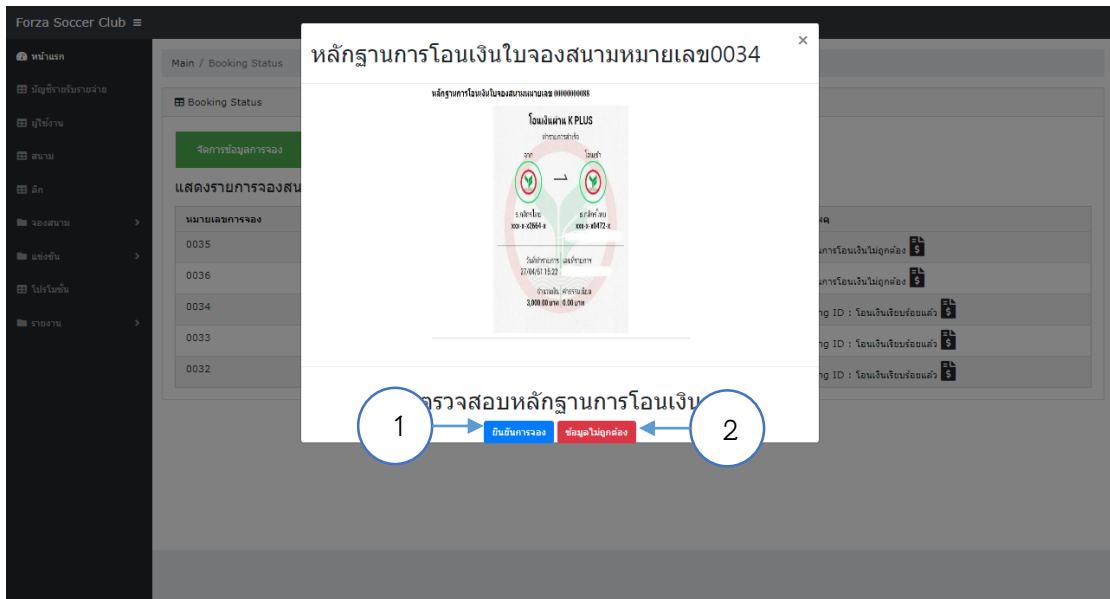 Forza Soccer Club ≡
หน้าแรก
บัญชีรายรับรายจ่าย
ผู้ใช้งาน
สนาม
ลีก
จองสนาม
แข่งขัน
โปรโมชั่น
รายงาน
Main / Booking Status
Booking Status
จัดการข้อมูลการจอง
แสดงรายการจองสน
หมายเลขการจอง
0035
0036
0034
0033
0032
หลักฐานการโอนเงินใบจองสนามหมายเลข0034
×
หลักฐานการโอนเงินใบจองสนามหมายเลข 0000000088
โอนเงินผ่าน K PLUS
ทำรายการสำเร็จ
จาก โอนเข้า
ธ.กสิกรไทย ธ.กสิกรไทย
xxx-x-x2664-x xxx-x-x0472-x
วันที่ทำรายการ เลขที่รายการ
27/04/61 15:22
จำนวนเงิน ค่าธรรมเนียม
3,000.00 บาท 0.00 บาท
ตรวจสอบหลักฐานการโอนเงิน
1
ยืนยันการจอง
ข้อมูลไม่ถูกต้อง
2
การโอนเงินไม่ถูกต้อง
การโอนเงินไม่ถูกต้อง
ng ID : โอนเงินเรียบร้อยแล้ว
ng ID : โอนเงินเรียบร้อยแล้ว
ng ID : โอนเงินเรียบร้อยแล้ว